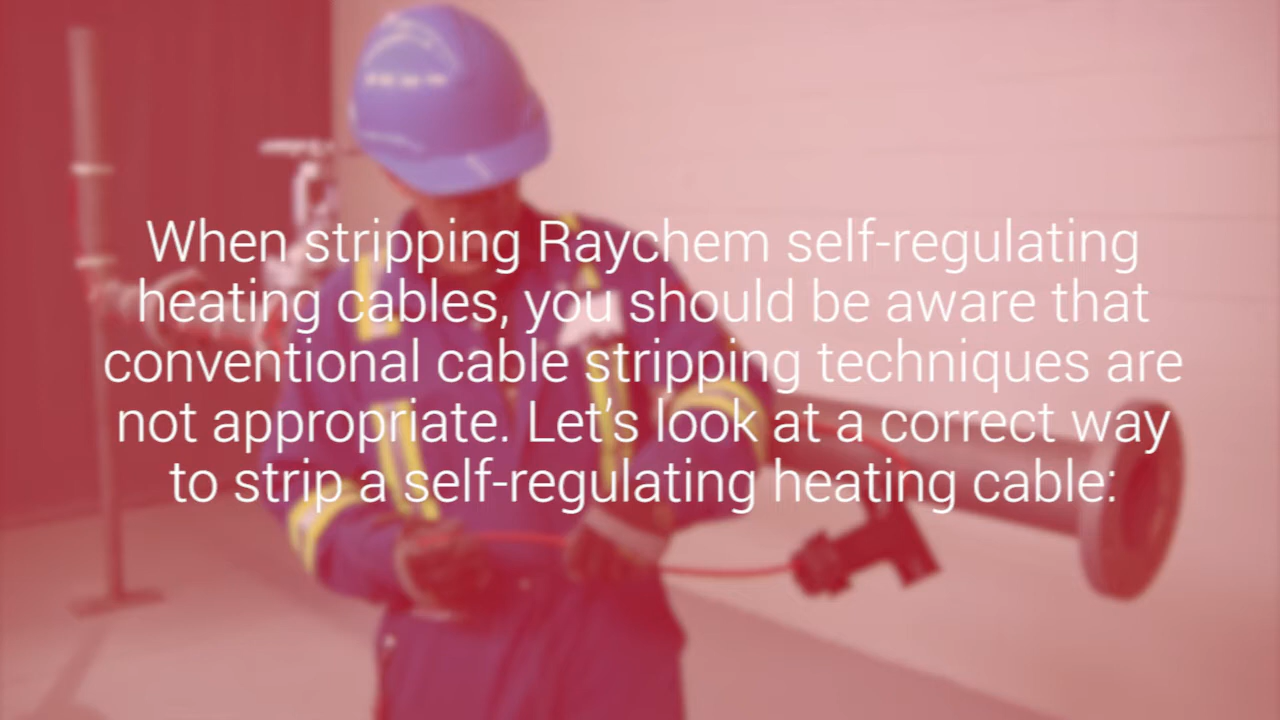 When stripping Raychem self-regulating
heating cables, you should be aware that
conventional cable stripping techniques are
not appropriate. Let’s look at a correct way
to strip a self-regulating heating cable: